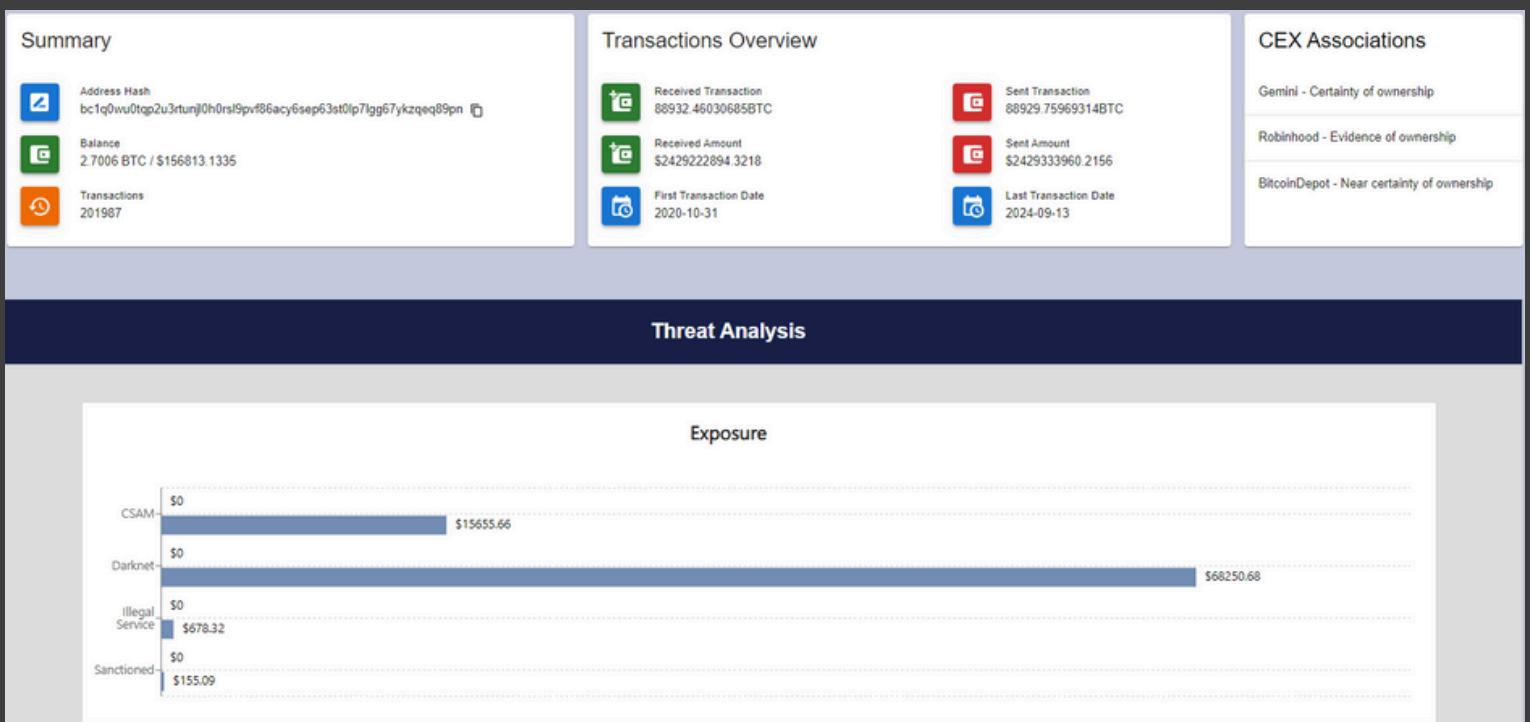 Summary
Address Hash
bc1q0wu0tqp2u3rtunjl0h0rsl9pvf86acy6sep63st0lp7lgg67ykzqeq89pn
Balance
2.7006 BTC / $156813.1335
Transactions
201987
Transactions Overview
Received Transaction
88932.46030685BTC
Received Amount
$2429222894.3218
First Transaction Date
2020-10-31
Sent Transaction
88929.75969314BTC
Sent Amount
$2429333960.2156
Last Transaction Date
2024-09-13
CEX Associations
Gemini - Certainty of ownership
Robinhood - Evidence of ownership
BitcoinDepot - Near certainty of ownership
Threat Analysis
Exposure
CSAM
$0
$15655.66
Darknet
$0
$68250.68
Illegal
Service
$0
$678.32
Sanctioned
$0
$155.09